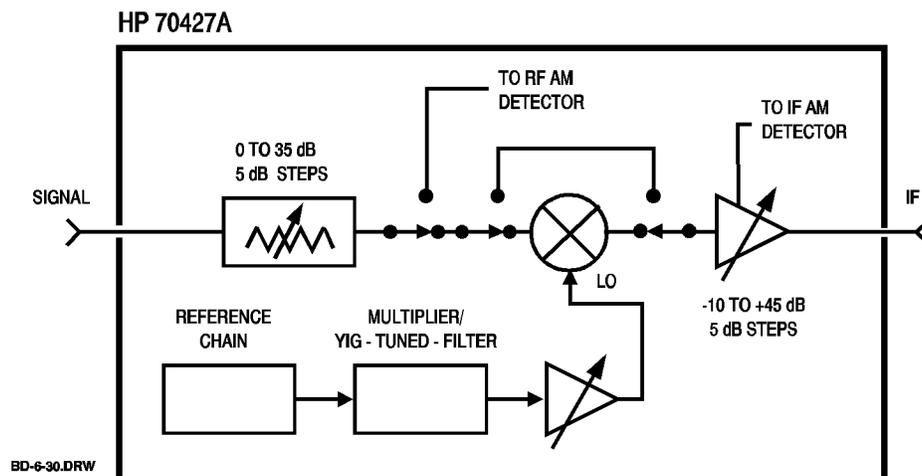 HP 70427A
TO RF AM
DETECTOR
TO IF AM
DETECTOR
0 TO 35 dB
5 dB STEPS
SIGNAL
IF
LO
-10 TO +45 dB
5 dB STEPS
REFERENCE
CHAIN
MULTIPLIER/
YIG - TUNED - FILTER
BD-6-30.DRW